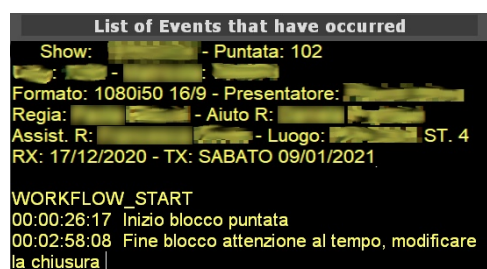 List of Events that have occurred
Show: - Puntata: 102
: - :
Formato: 1080i50 16/9 - Presentatore:
Regia: - Aiuto R:
Assist. R: - Luogo: ST. 4
RX: 17/12/2020 - TX: SABATO 09/01/2021
WORKFLOW_START
00:00:26:17 Inizio blocco puntata
00:02:58:08 Fine blocco attenzione al tempo, modificare
la chiusura